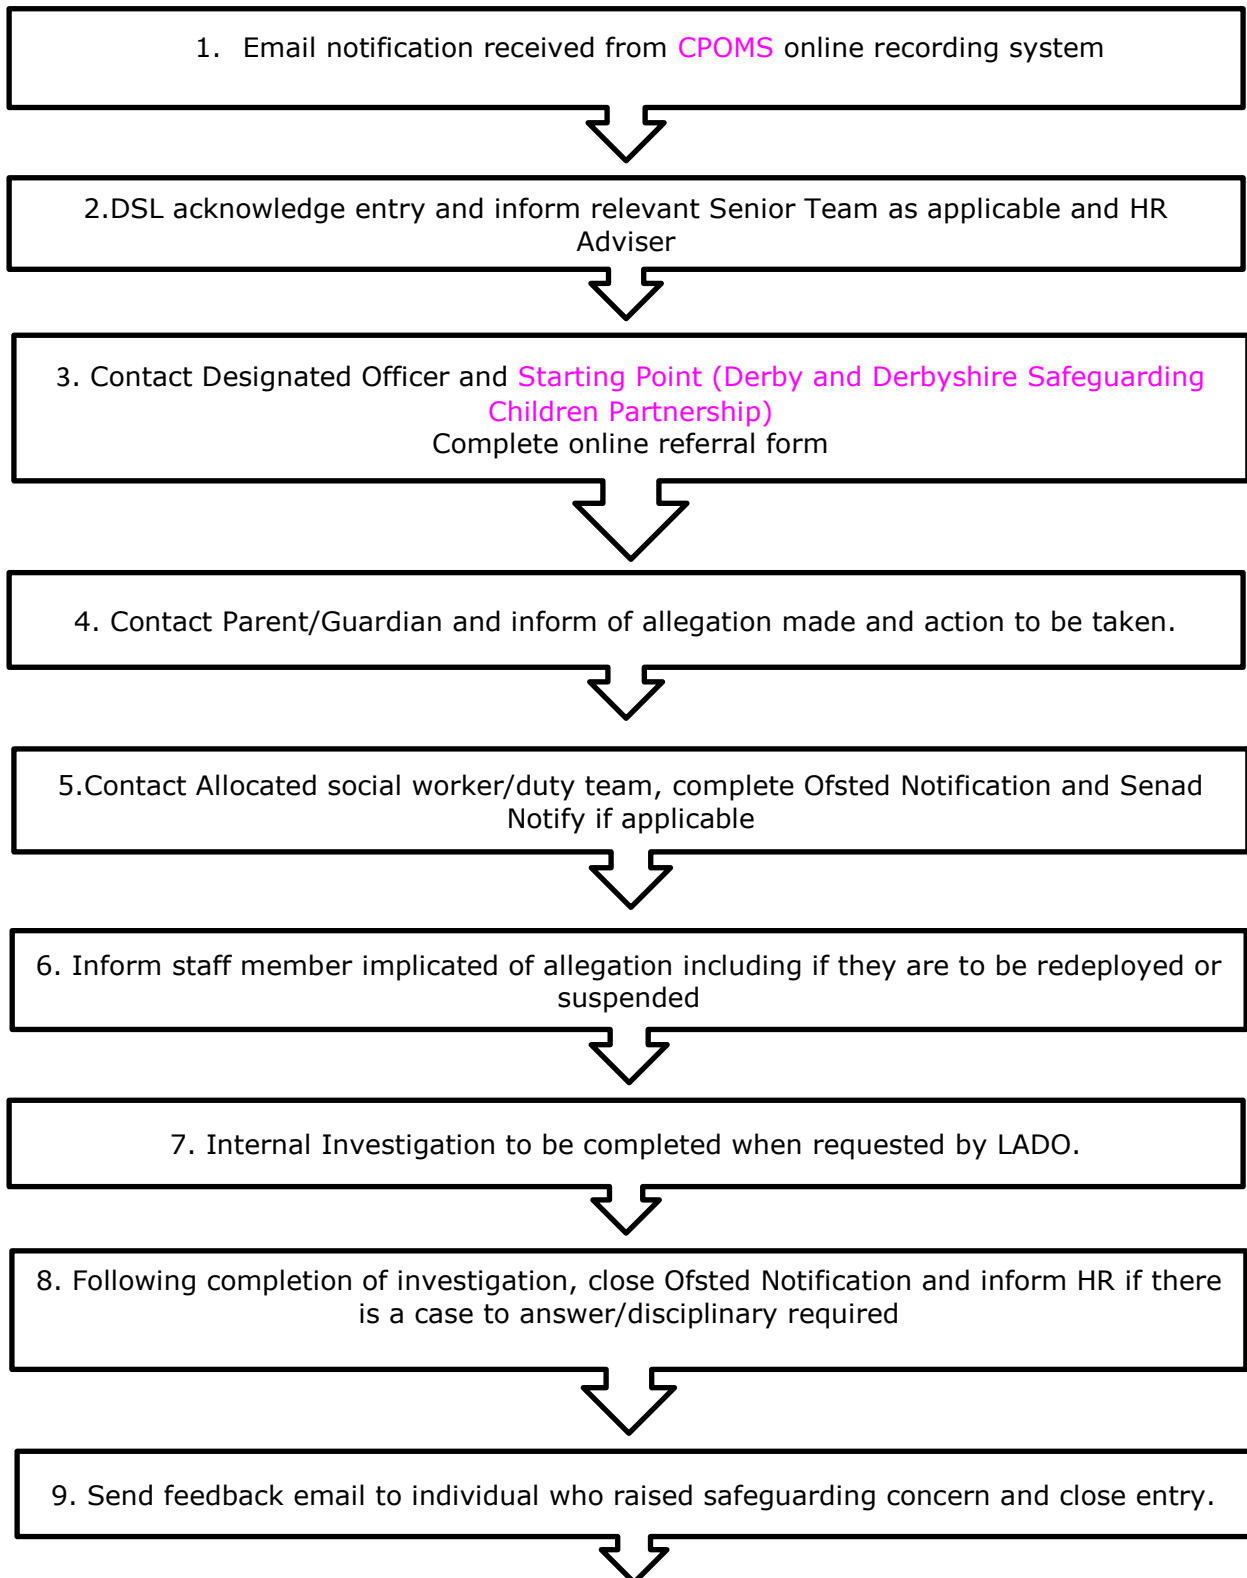 1. Email notification received from CPOMS online recording system
2.DSL acknowledge entry and inform relevant Senior Team as applicable and HR
Adviser
3. Contact Designated Officer and Starting Point (Derby and Derbyshire Safeguarding
Children Partnership)
Complete online referral form
4. Contact Parent/Guardian and inform of allegation made and action to be taken.
5.Contact Allocated social worker/duty team, complete Ofsted Notification and Senad
Notify if applicable
6. Inform staff member implicated of allegation including if they are to be redeployed or
suspended
7. Internal Investigation to be completed when requested by LADO.
8. Following completion of investigation, close Ofsted Notification and inform HR if there
is a case to answer/disciplinary required
9. Send feedback email to individual who raised safeguarding concern and close entry.